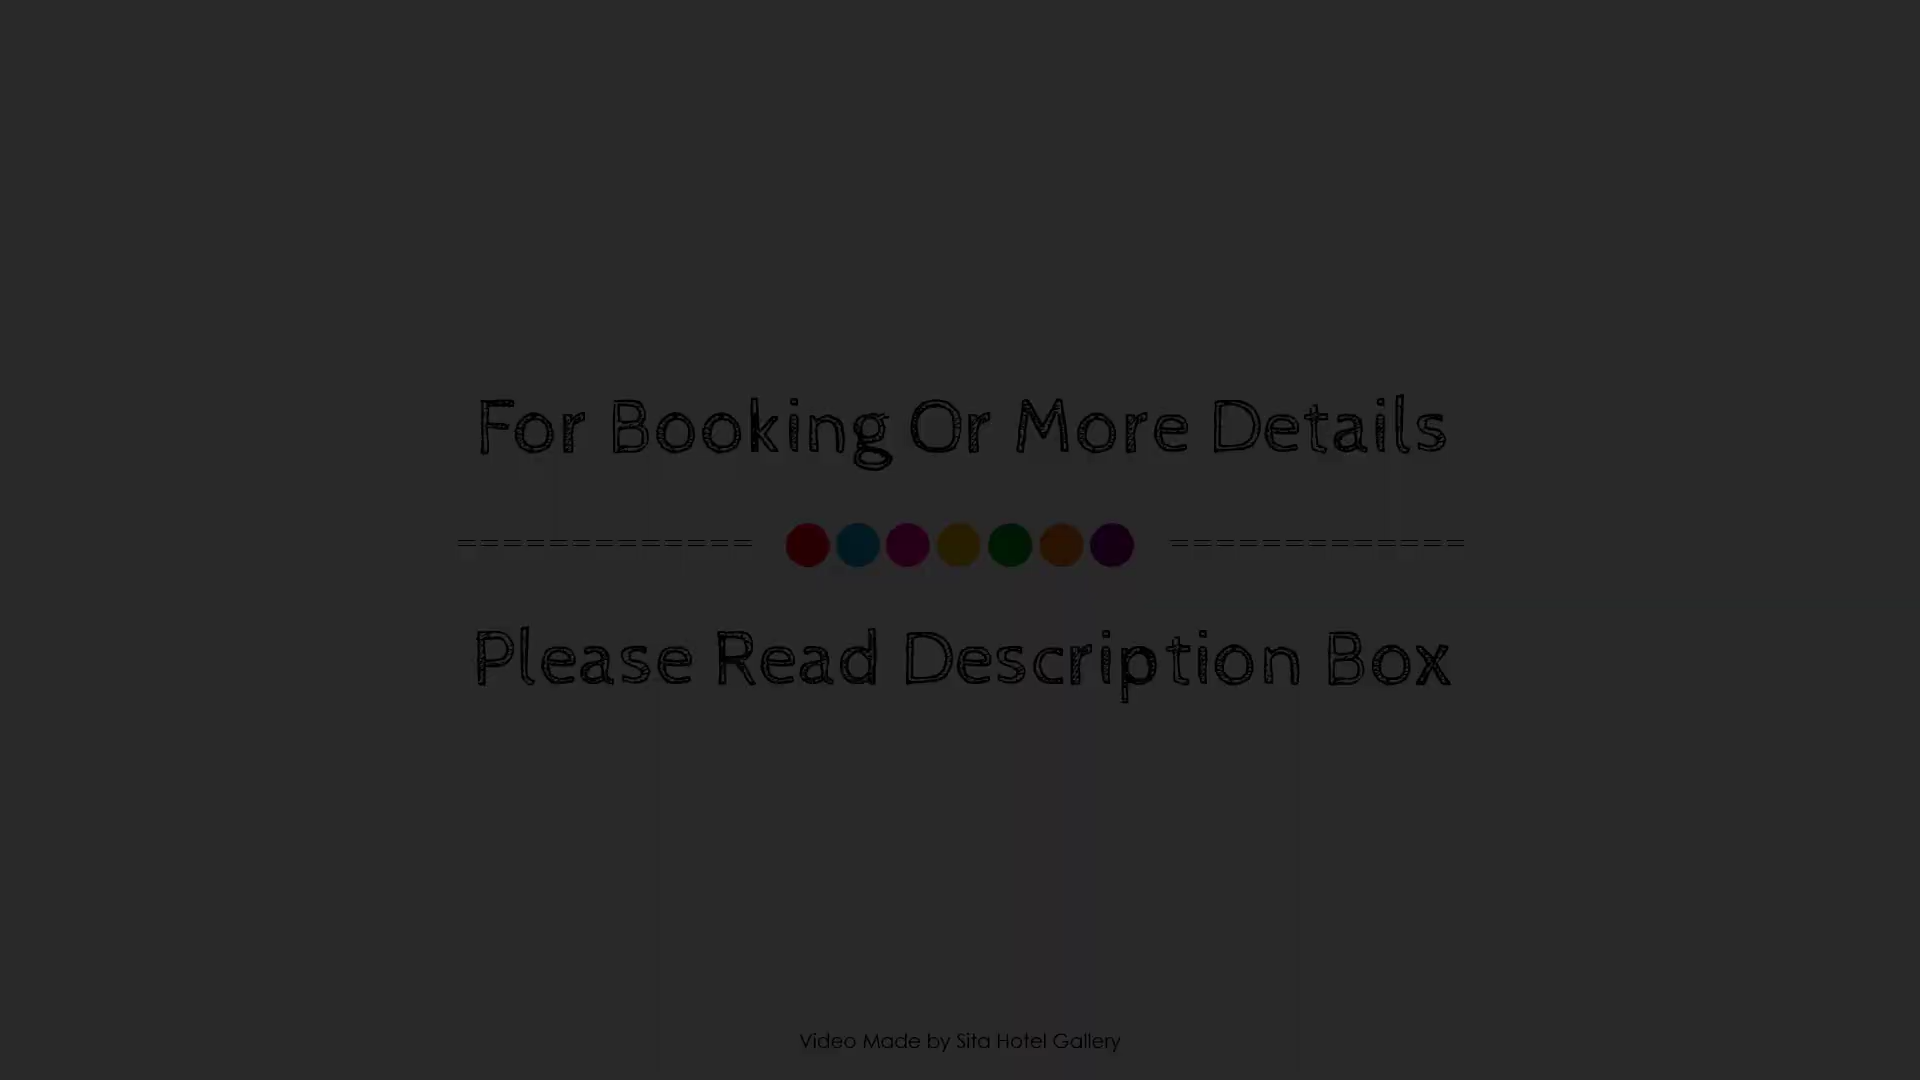 For Booking Or More Details
============= =============
Please Read Description Box
Video Made by Sita Hotel Gallery